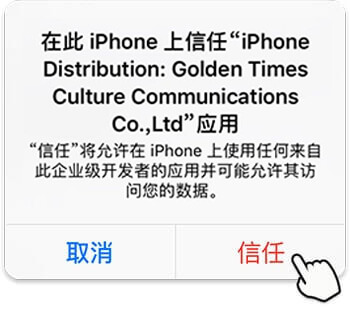 在此 iPhone 上信任“iPhone
Distribution: Golden Times
Culture Communications
Co.,Ltd”应用
“信任”将允许在 iPhone 上使用任何来自
此企业级开发者的应用并可能允许其访
问您的数据。
取消 信任